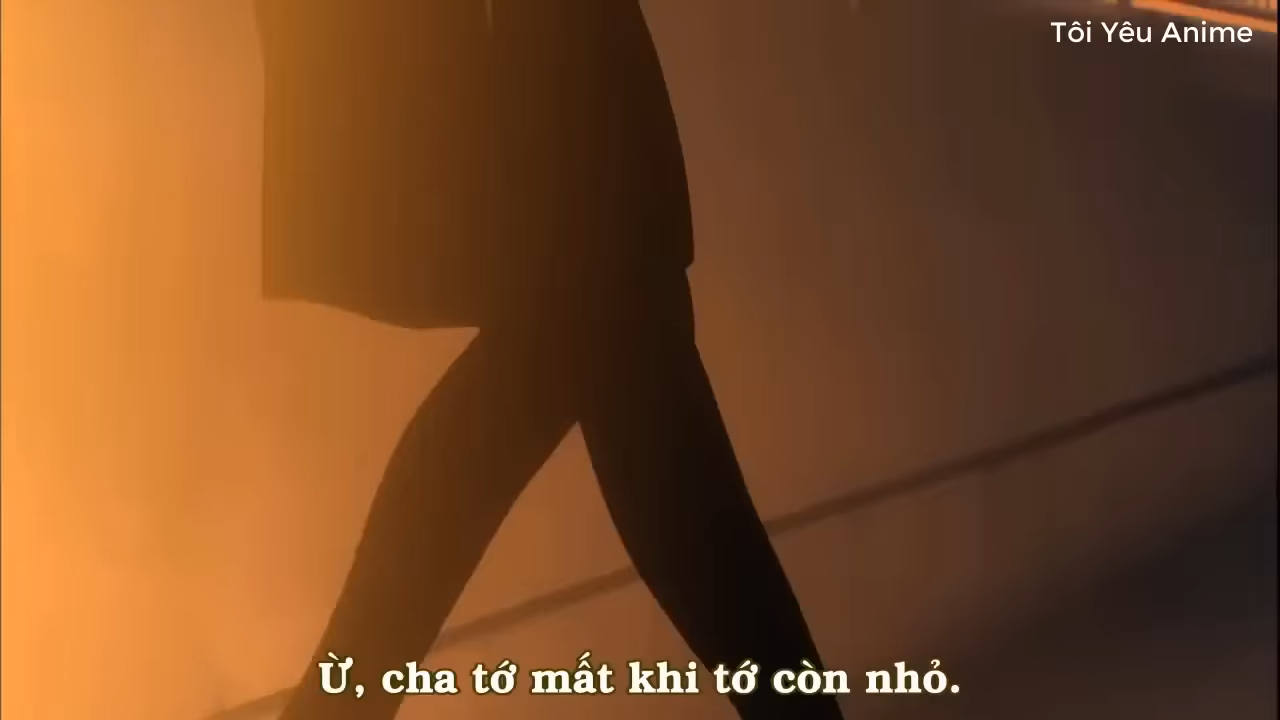 Tôi Yêu Anime
Ừ, cha tớ mất khi tớ còn nhỏ.